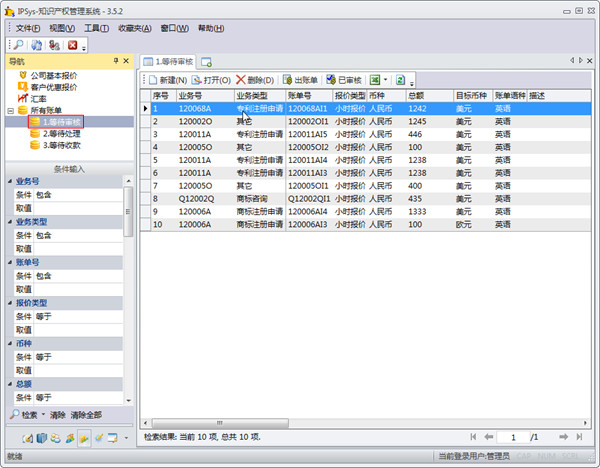 IPSys-知识产权管理系统 - 3.5.2
文件(F) 视图(V) 工具(T) 收藏夹(A) 窗口(W) 帮助(H)
导航
公司基本报价
客户优惠报价
汇率
所有账单
1.等待审核
2.等待处理
3.等待收款
条件输入
业务号
条件 包含
取值
业务类型
条件 包含
取值
账单号
条件 包含
取值
报价类型
条件 等于
取值
币种
条件 等于
取值
总额
条件 等于
检索 清除 清除全部
1.等待审核
新建(N) 打开(O) 删除(D) 出账单 已审核
序号 业务号 业务类型 账单号 报价类型 币种 总额 目标币种 账单语种 描述
1 120068A 专利注册申请 120068AI1 小时报价 人民币 1242 美元 英语
2 120002O 其它 120002OI1 小时报价 人民币 1245 美元 英语
3 120011A 专利注册申请 120011AI5 小时报价 人民币 446 美元 英语
4 120005O 其它 120005OI2 小时报价 人民币 100 美元 英语
5 120011A 专利注册申请 120011AI4 小时报价 人民币 1238 美元 英语
6 120011A 专利注册申请 120011AI3 小时报价 人民币 1238 美元 英语
7 120005O 其它 120005OI1 小时报价 人民币 400 美元 英语
8 Q12002Q 商标咨询 Q12002QI1 小时报价 人民币 435 美元 英语
9 120006A 商标注册申请 120006AI4 小时报价 人民币 1333 美元 英语
10 120006A 商标注册申请 120006AI3 小时报价 人民币 100 欧元 英语
检索结果: 当前 10 项, 总共 10 项.
1 /1
就绪
当前登录用户:管理员 CAP NUM SCRL